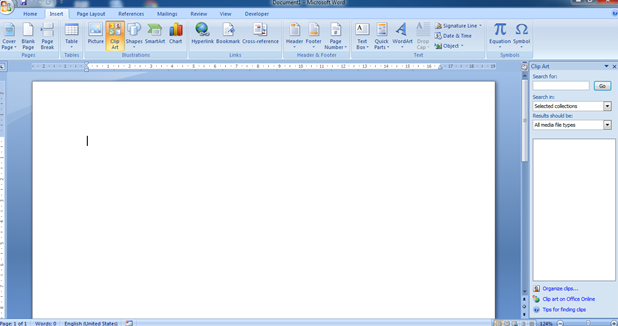 Document1 - Microsoft Word
Home Insert Page Layout References Mailings Review View Developer
Cover Page Blank Page Page Break Table Picture Clip Art Shapes SmartArt Chart Hyperlink Bookmark Cross-reference Header Footer Page Number Text Box Quick Parts WordArt Drop Cap Signature Line Date & Time Object Equation Symbol
Pages Tables Illustrations Links Header & Footer Text Symbols
Clip Art
Search for:
Go
Search in:
Selected collections
Results should be:
All media file types
Organize clips...
Clip art on Office Online
Tips for finding clips
Page: 1 of 1 Words: 0 English (United States) 124%